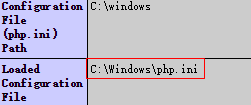 Configuration
File
(php.ini)
Path
C:\windows
Loaded
Configuration
File
C:\Windows\php.ini